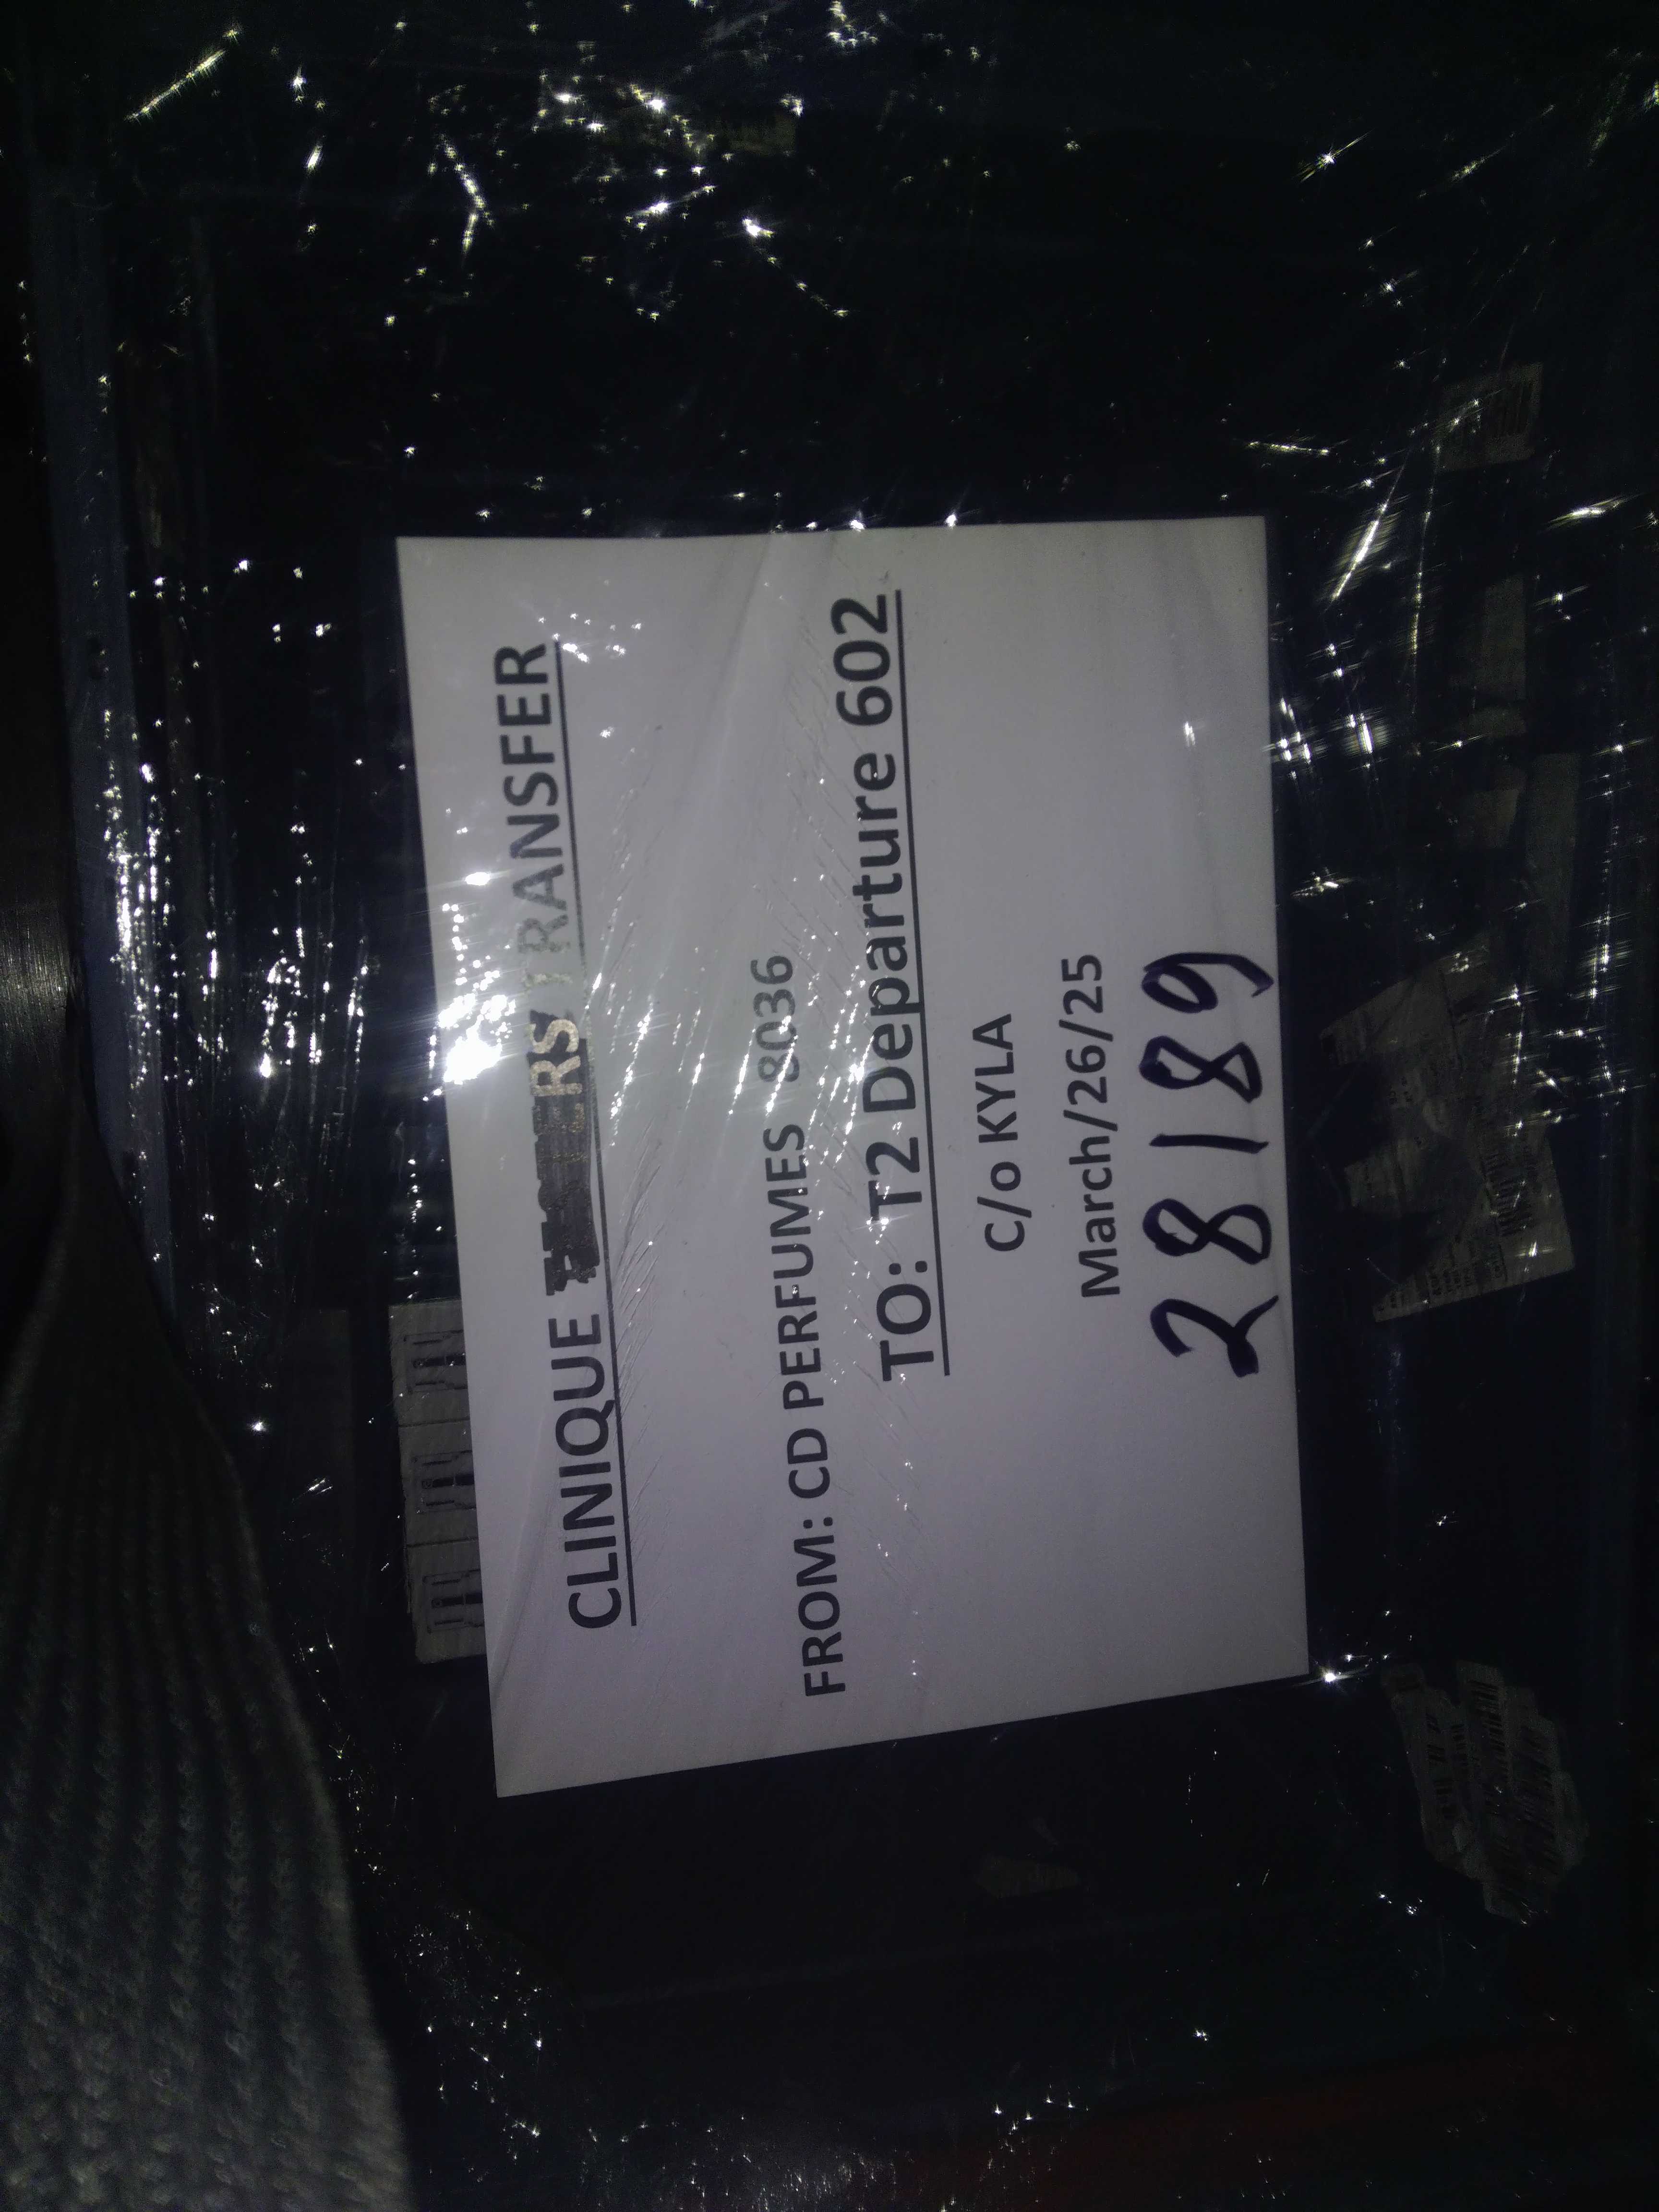 CLINIQUE TRANSFER
FROM: CD PERFUMES 8036
TO: T2 Departure 602
C/o KYLA
March/26/25
28189